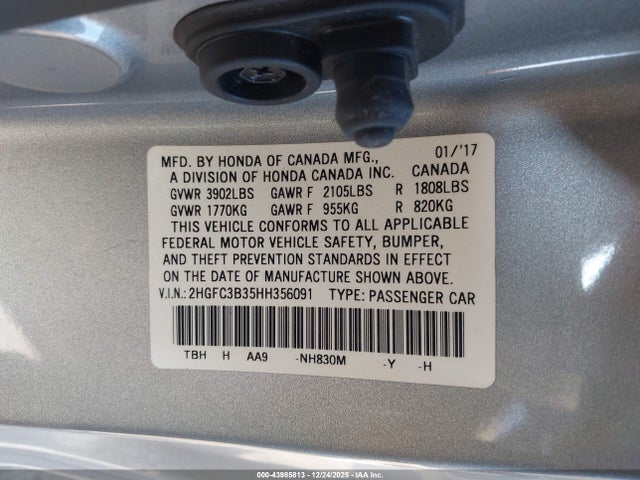 MFD. BY HONDA OF CANADA MFG., 01/'17
A DIVISION OF HONDA CANADA INC. CANADA
GVWR 3902LBS GAWR F 2105LBS R 1808LBS
GVWR 1770KG GAWR F 955KG R 820KG
THIS VEHICLE CONFORMS TO ALL APPLICABLE
FEDERAL MOTOR VEHICLE SAFETY, BUMPER,
AND THEFT PREVENTION STANDARDS IN EFFECT
ON THE DATE OF MANUFACTURE SHOWN ABOVE.
V.I.N.: 2HGFC3B35HH356091 TYPE: PASSENGER CAR
TBH H AA9 -NH830M -Y -H
000-43985813 - 12/24/2025 - IAA Inc.